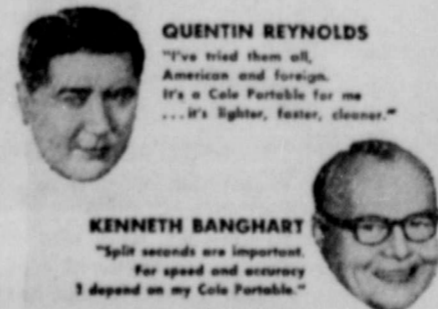 QUENTIN REYNOLDS
"I've tried them all,
American and foreign.
It's a Cole Portable for me
...it's lighter, faster, cleaner."
KENNETH BANGHART
"Split seconds are important.
For speed and accuracy
I depend on my Cole Portable."